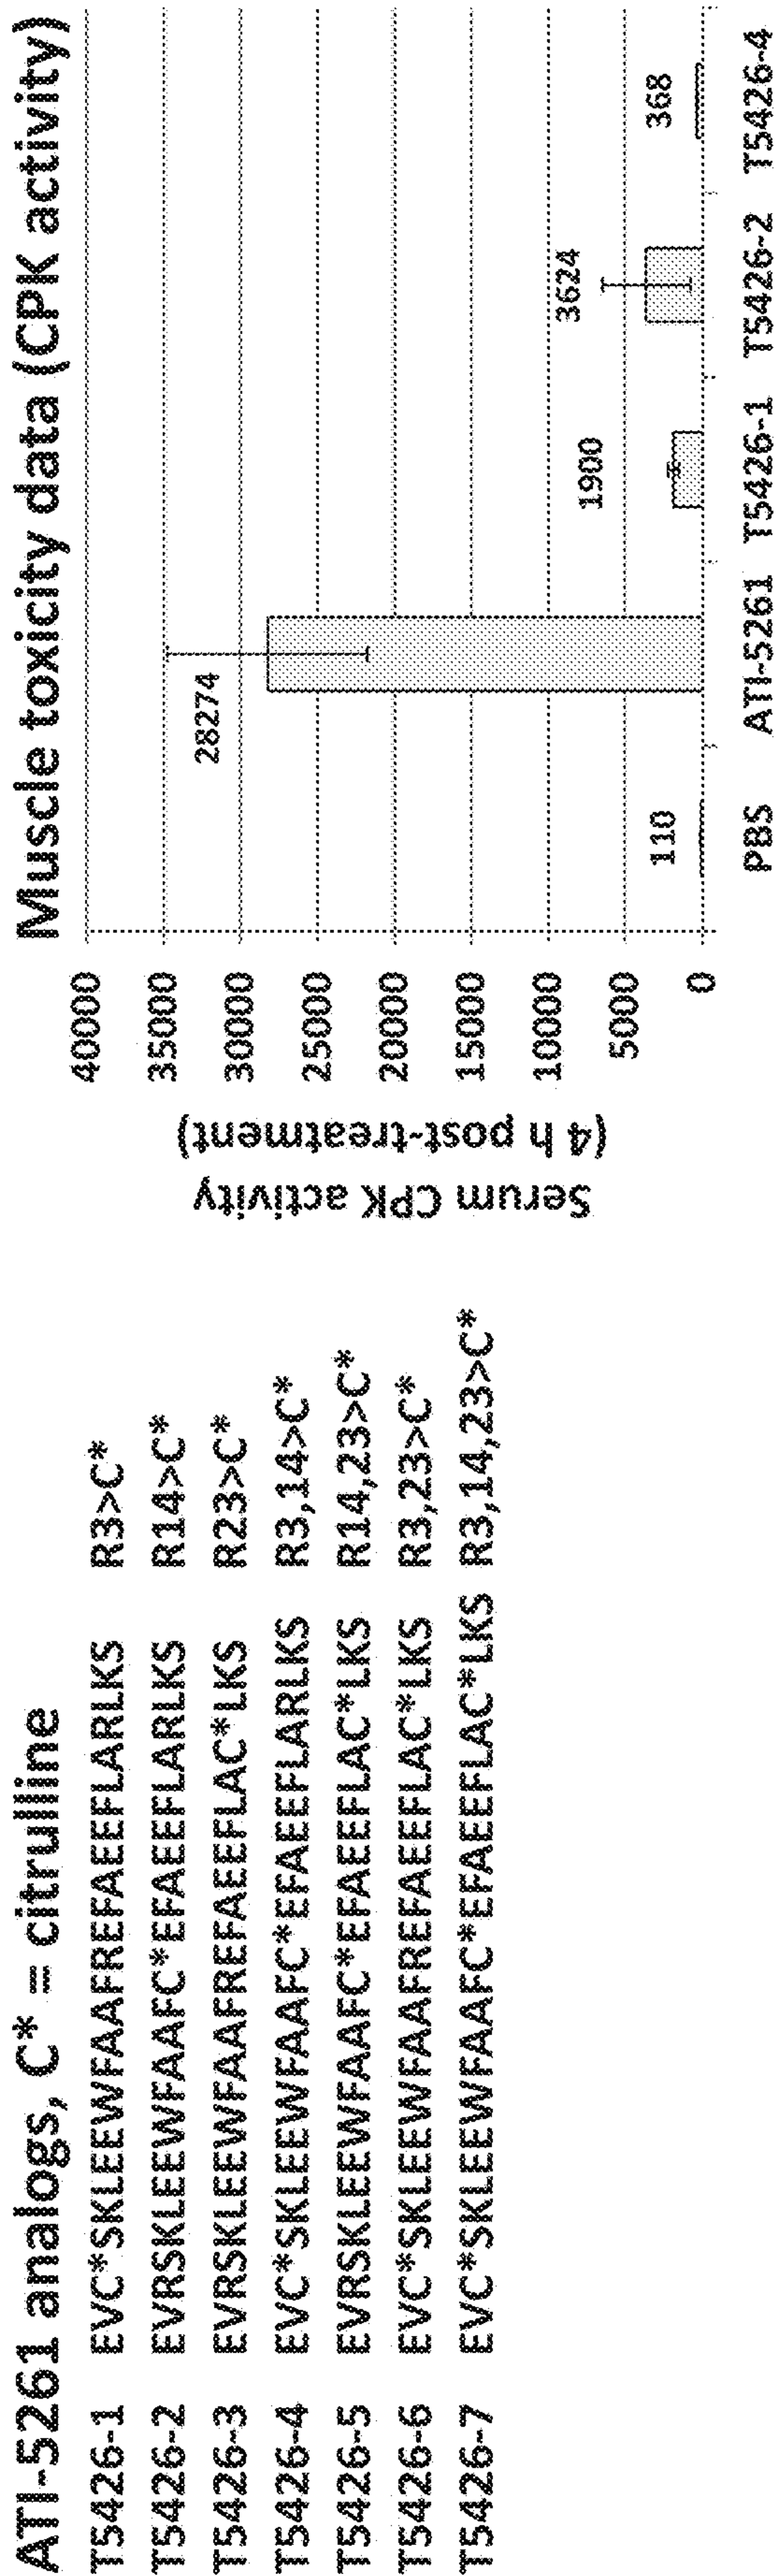 ATI-5261 analogs, C* = citrulline
T5426-1 EVC*SKLEEWFAAFREFAEEFLARLKS R3>C*
T5426-2 EVRSKLEEWFAAFC*EFAEEFLARLKS R14>C*
T5426-3 EVRSKLEEWFAAFREFAEEFLAC*LKS R23>C*
T5426-4 EVC*SKLEEWFAAFC*EFAEEFLARLKS R3,14>C*
T5426-5 EVRSKLEEWFAAFC*EFAEEFLAC*LKS R14,23>C*
T5426-6 EVC*SKLEEWFAAFREFAEEFLAC*LKS R3,23>C*
T5426-7 EVC*SKLEEWFAAFC*EFAEEFLAC*LKS R3,14,23>C*
Muscle toxicity data (CPK activity)
Serum CPK activity
(4 h post-treatment)
40000
35000
30000
25000
20000
15000
10000
5000
0
110
28274
1900
3624
368
PBS ATI-5261 T5426-1 T5426-2 T5426-4